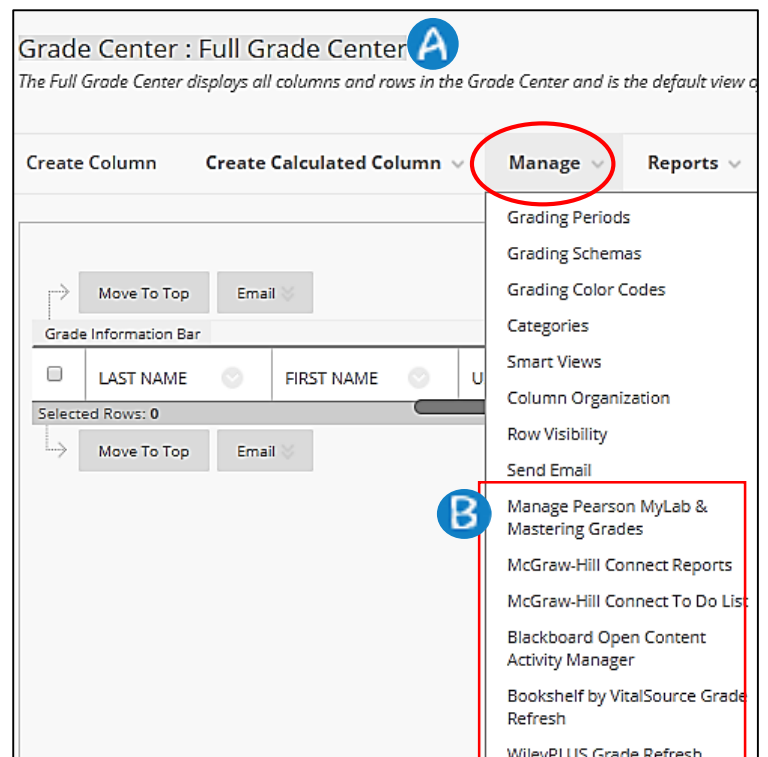 Grade Center : Full Grade Center A
The Full Grade Center displays all columns and rows in the Grade Center and is the default view
Create Column Create Calculated Column Manage Reports
Grading Periods
Grading Schemas
Move To Top Email Grading Color Codes
Grade Information Bar Categories
Smart Views
LAST NAME FIRST NAME U
Column Organization
Selected Rows: 0
Row Visibility
Move To Top Email
Send Email
B Manage Pearson MyLab &
Mastering Grades
McGraw-Hill Connect Reports
McGraw-Hill Connect To Do List
Blackboard Open Content
Activity Manager
Bookshelf by VitalSource Grade
Refresh
WileyPLUS Grade Refresh